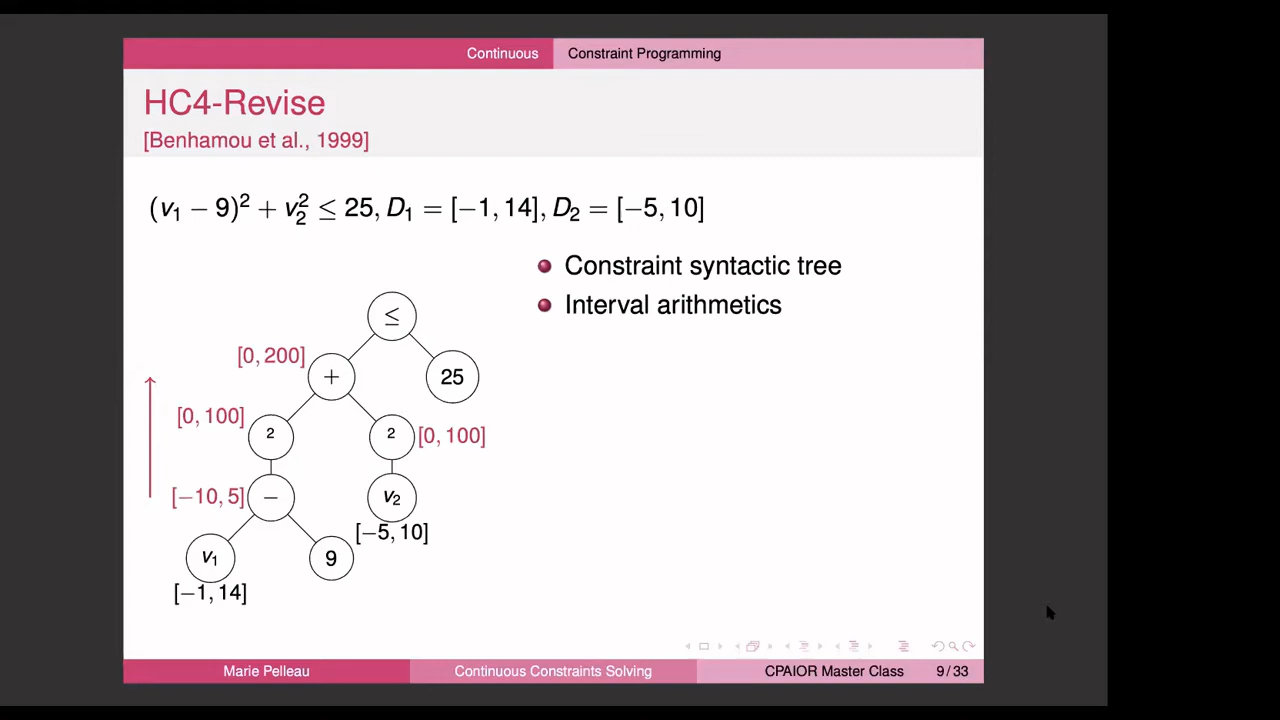 Continuous Constraint Programming
HC4-Revise
[Benhamou et al., 1999]
(v₁ − 9)² + v₂² ≤ 25, D₁ = [−1, 14], D₂ = [−5, 10]
Constraint syntactic tree
Interval arithmetics
≤
[0, 200]
+
25
[0, 100]
2
2
[0, 100]
[−10, 5]
−
v₂
[−5, 10]
v₁
9
[−1, 14]
Marie Pelleau Continuous Constraints Solving CPAIOR Master Class 9 / 33